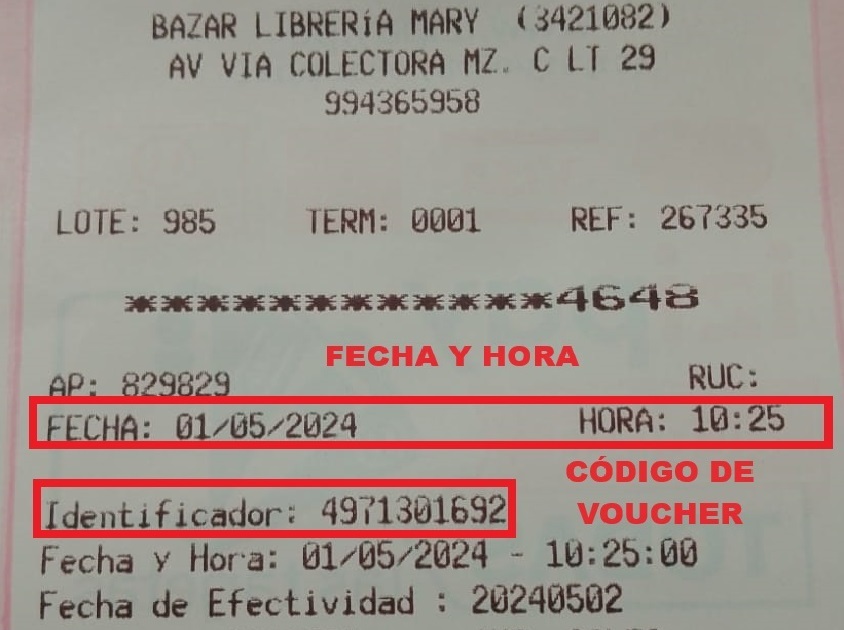 BAZAR LIBRERíA MARY (3421082)
AV VIA COLECTORA MZ. C LT 29
994365958
LOTE: 985 TERM: 0001 REF: 267335
************4648
FECHA Y HORA
AP: 829829 RUC:
FECHA: 01/05/2024 HORA: 10:25
CÓDIGO DE
VOUCHER
Identificador: 4971301692
Fecha y Hora: 01/05/2024 - 10:25:00
Fecha de Efectividad : 20240502